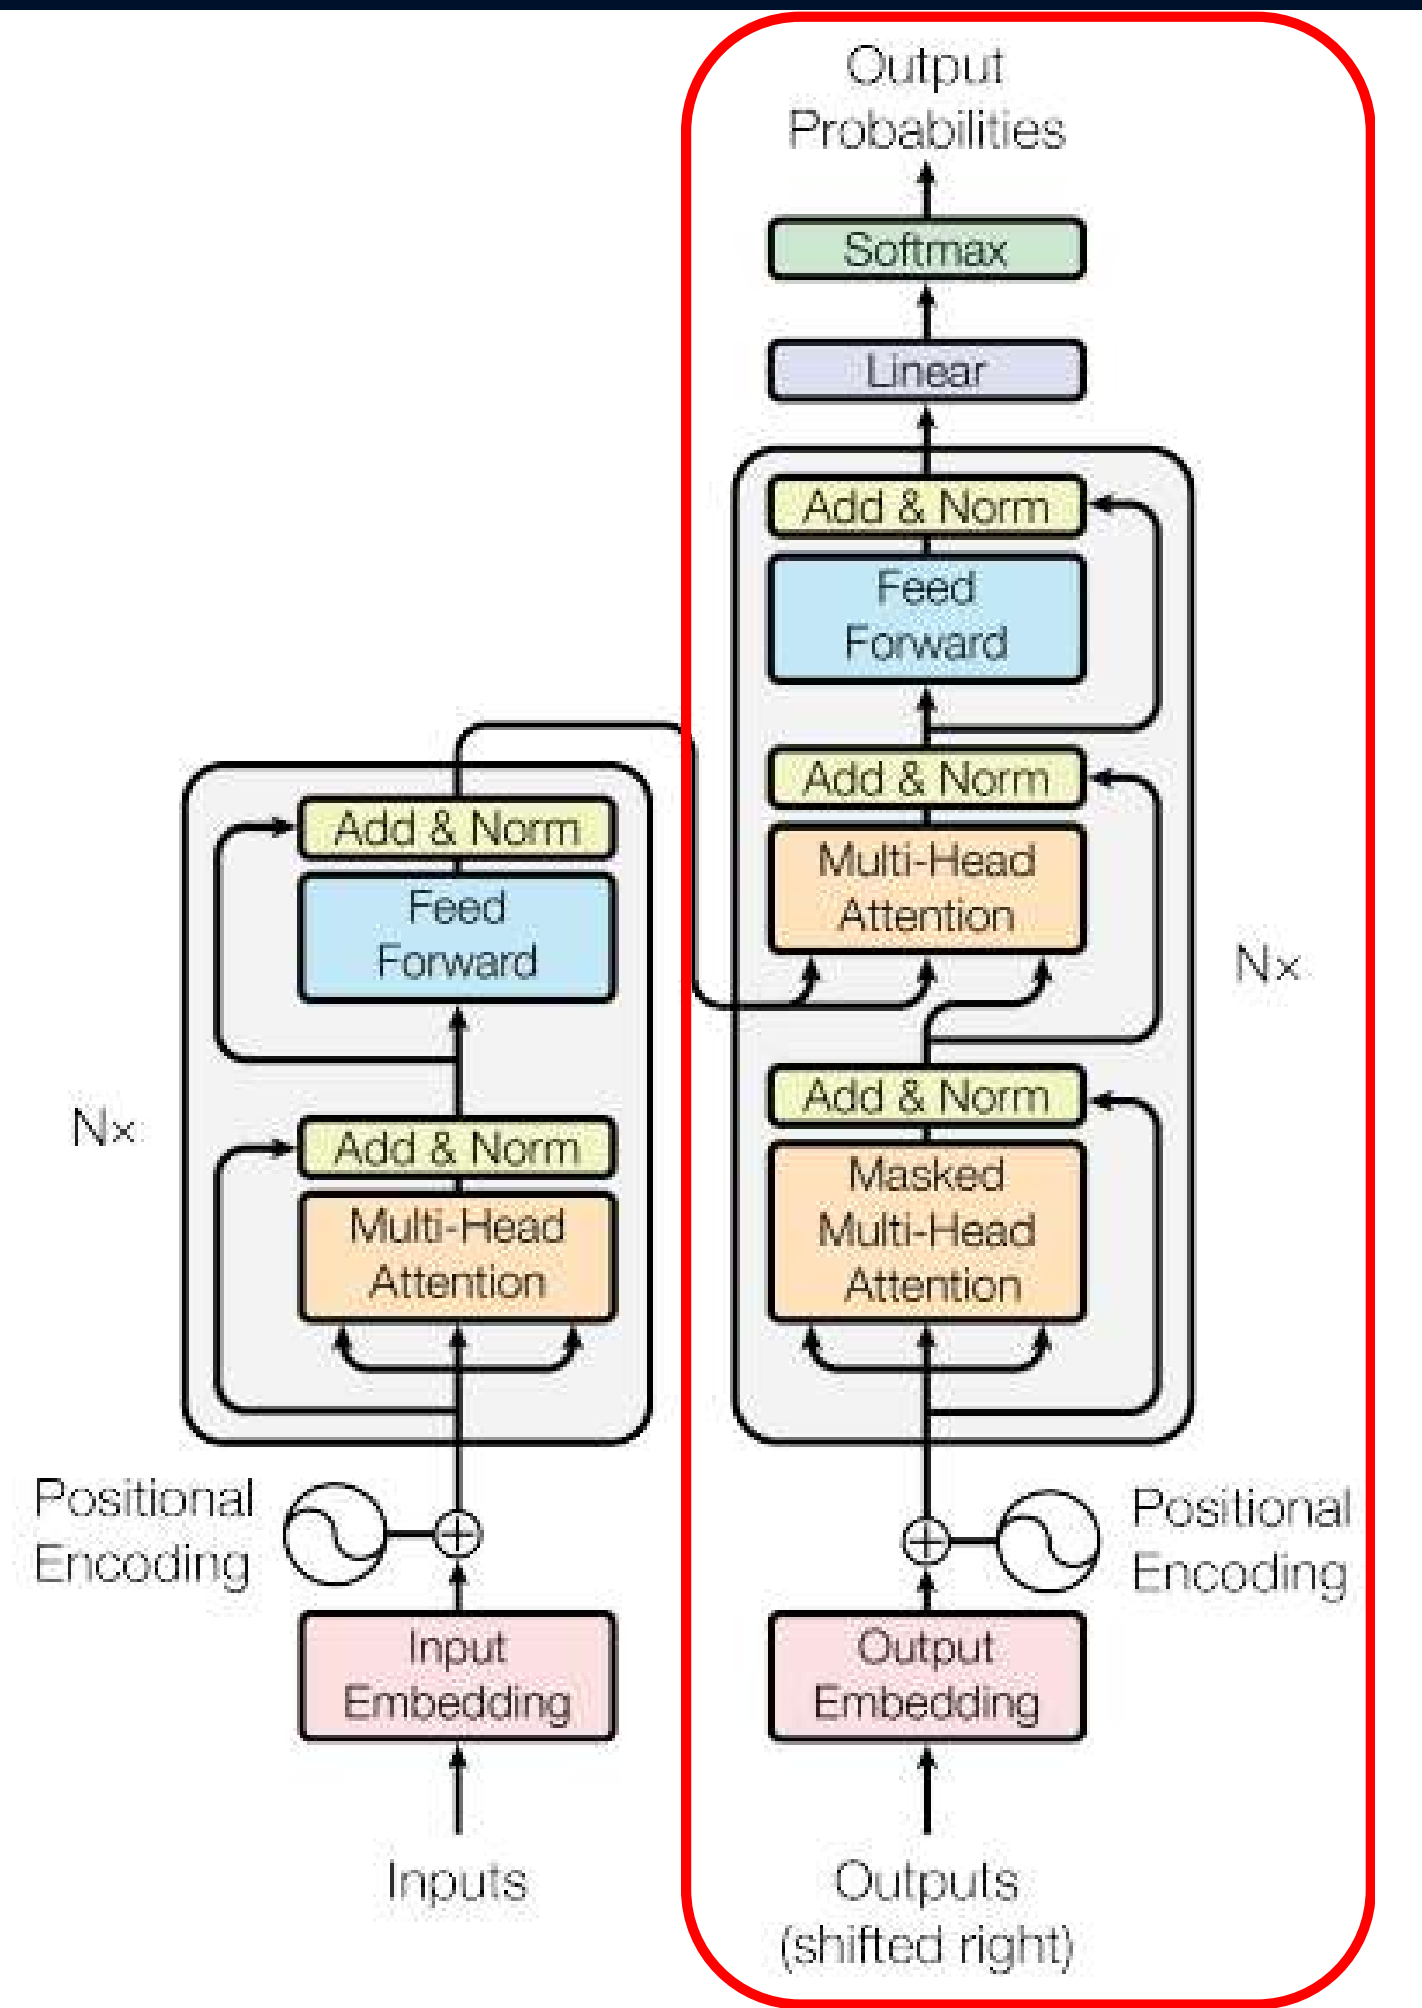 Output
Probabilities
Softmax
Linear
Add & Norm
Feed
Forward
Add & Norm
Multi-Head
Attention
Nx
Add & Norm
Masked
Multi-Head
Attention
Positional
Encoding
Output
Embedding
Outputs
(shifted right)
Add & Norm
Feed
Forward
Nx
Add & Norm
Multi-Head
Attention
Positional
Encoding
Input
Embedding
Inputs